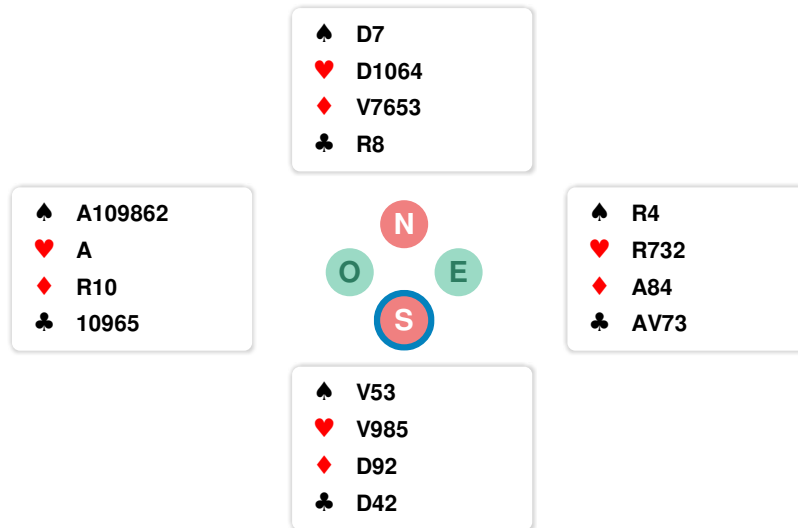 ♠ D7
♥ D1064
♦ V7653
♣ R8
♠ A109862
♥ A
♦ R10
♣ 10965
N
O E
S
♠ R4
♥ R732
♦ A84
♣ AV73
♠ V53
♥ V985
♦ D92
♣ D42